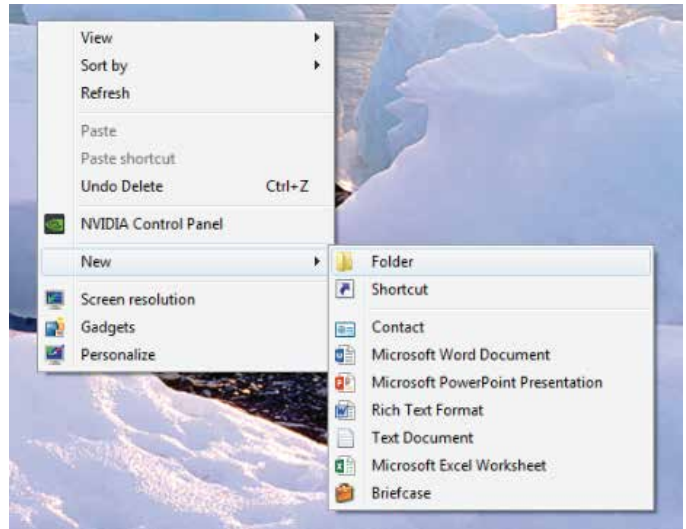 View
Sort by
Refresh
Paste
Paste shortcut
Undo Delete Ctrl+Z
NVIDIA Control Panel
New
Screen resolution
Gadgets
Personalize
Folder
Shortcut
Contact
Microsoft Word Document
Microsoft PowerPoint Presentation
Rich Text Format
Text Document
Microsoft Excel Worksheet
Briefcase